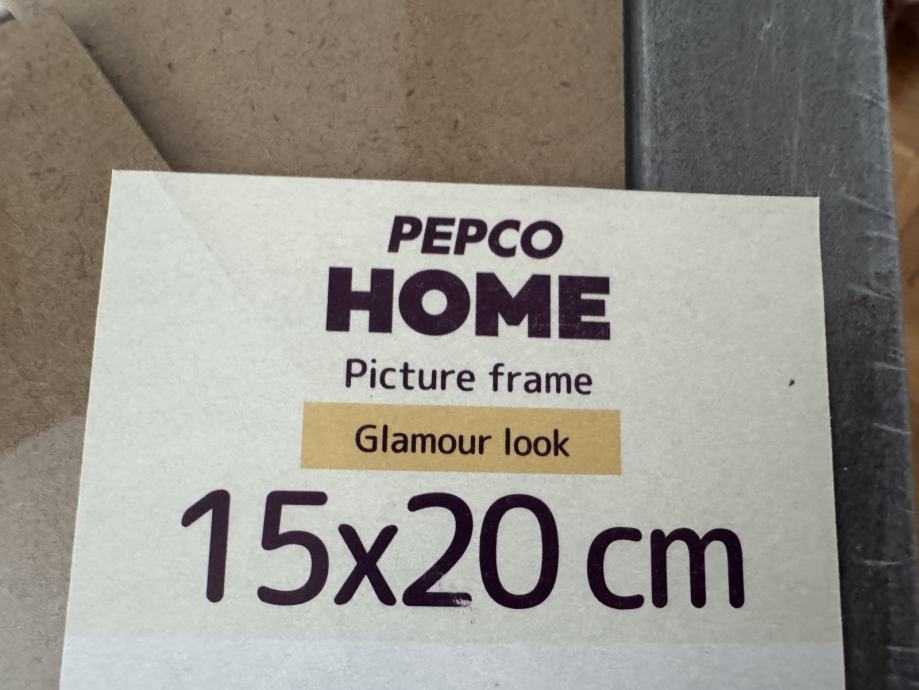 PEPCO
HOME
Picture frame
Glamour look
15x20 cm